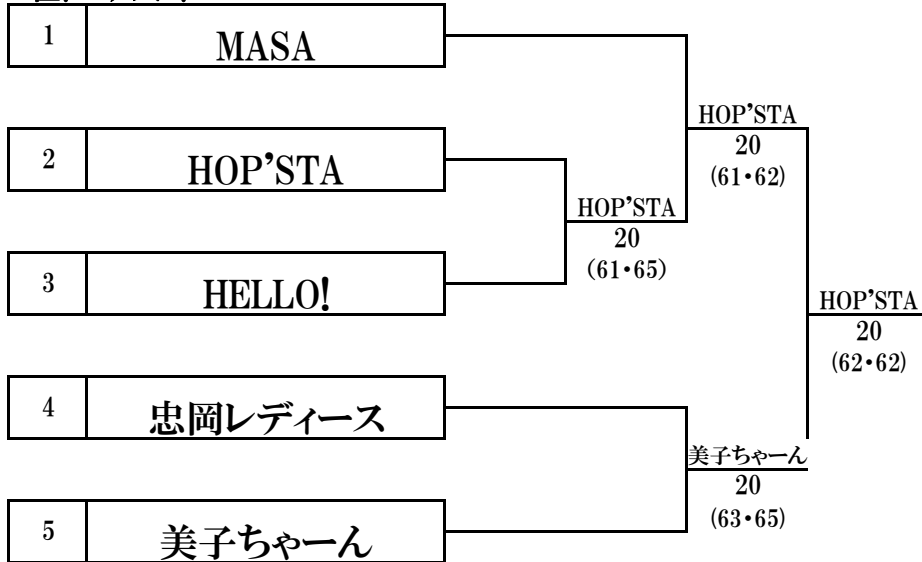 1 MASA
HOP’STA
20
(61・62)
2 HOP’STA
HOP’STA
20
(61・65)
3 HELLO!
HOP’STA
20
(62・62)
4 忠岡レディース
美子ちゃーん
20
(63・65)
5 美子ちゃーん